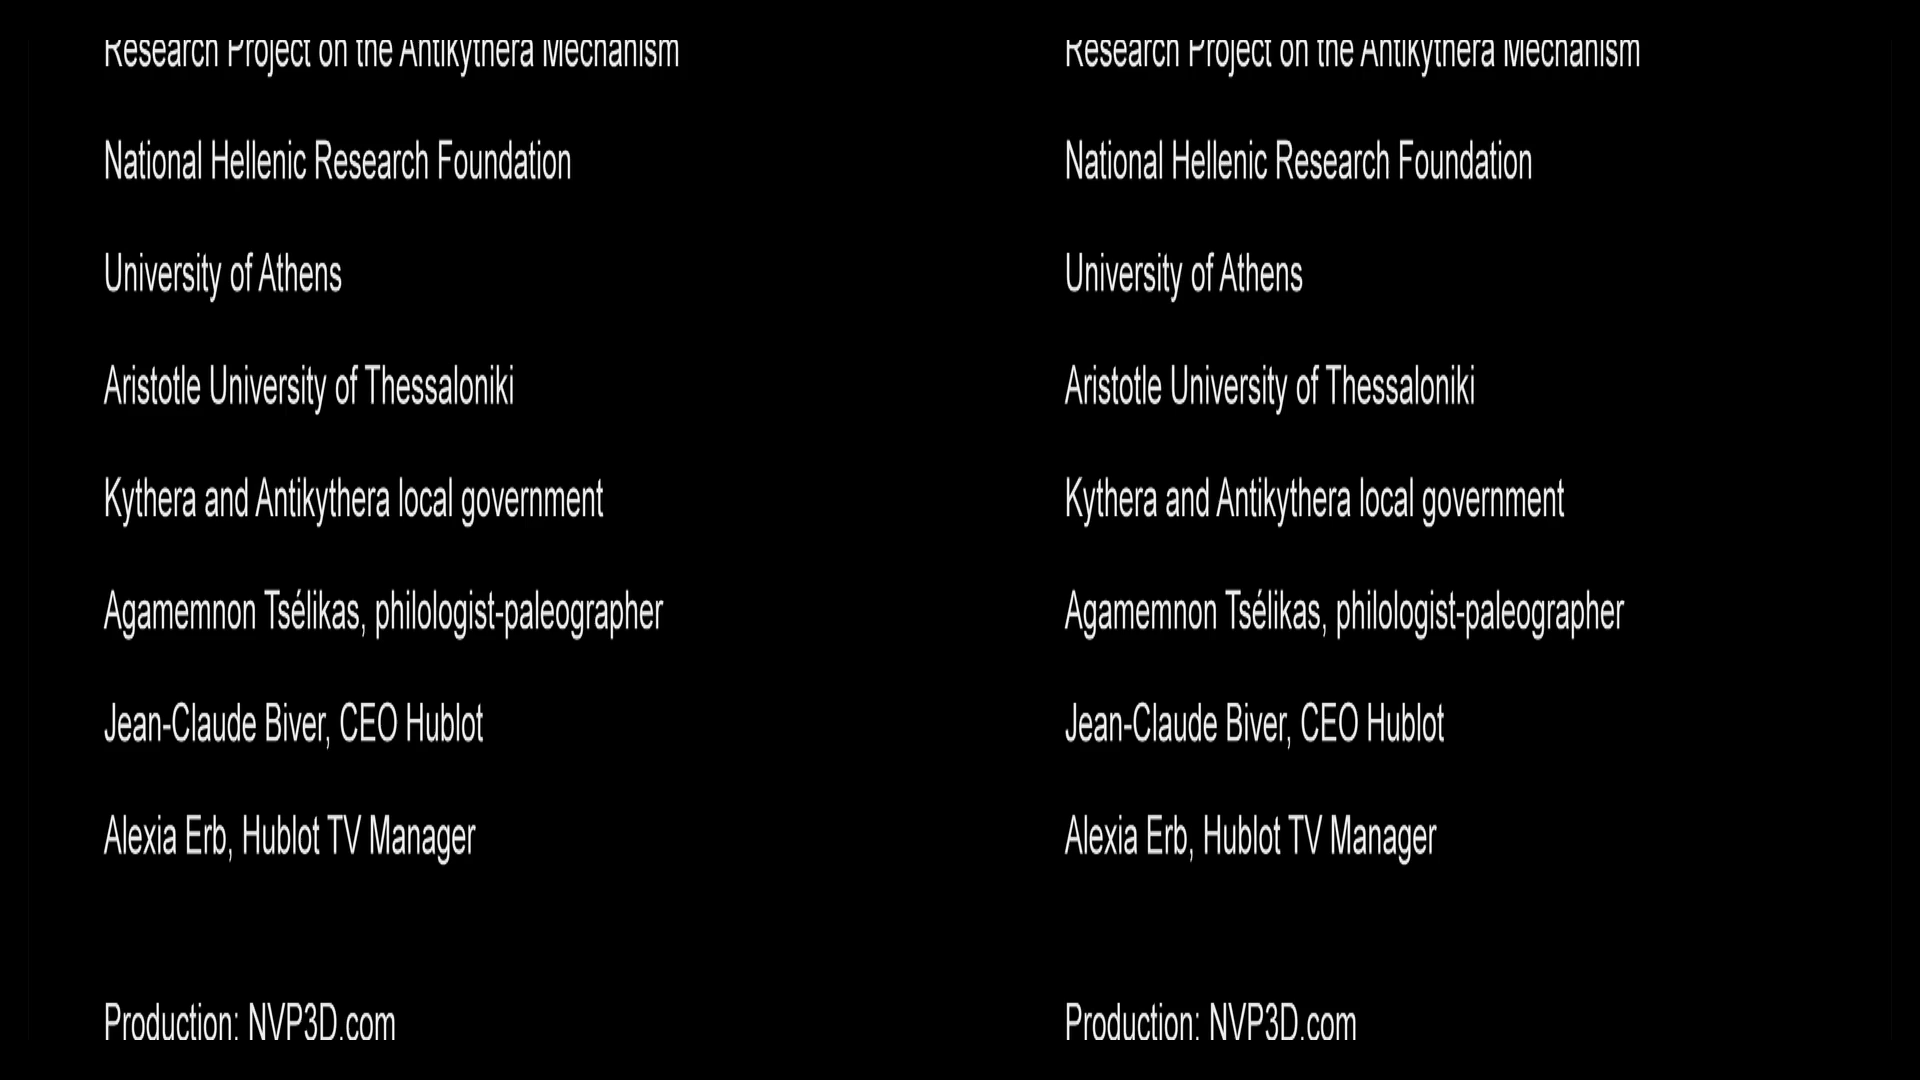 Research Project on the Antikythera Mechanism
National Hellenic Research Foundation
University of Athens
Aristotle University of Thessaloniki
Kythera and Antikythera local government
Agamemnon Tsélikas, philologist-paleographer
Jean-Claude Biver, CEO Hublot
Alexia Erb, Hublot TV Manager
Production: NVP3D.com
Research Project on the Antikythera Mechanism
National Hellenic Research Foundation
University of Athens
Aristotle University of Thessaloniki
Kythera and Antikythera local government
Agamemnon Tsélikas, philologist-paleographer
Jean-Claude Biver, CEO Hublot
Alexia Erb, Hublot TV Manager
Production: NVP3D.com